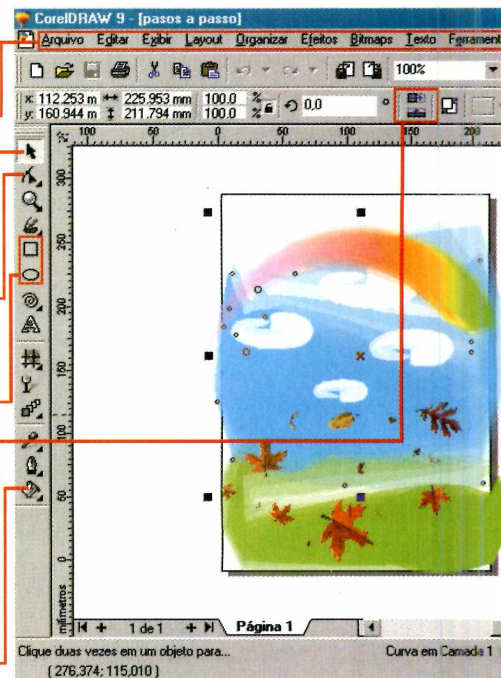 CorelDRAW 9 - [pasos a passo]
Arquivo Editar Exibir Layout Organizar Efeitos Bitmaps Texto Ferrament
100%
x: 112.253 m 225.953 mm 100.0 % 0,0 °
y: 160.944 m 211.794 mm 100.0 %
100 50 0 50 100 150 200
300
250
200
150
100
50
0
milímetros
1 de 1 Página 1
Clique duas vezes em um objeto para... Curva em Camada 1
( 276,374; 115,010 )